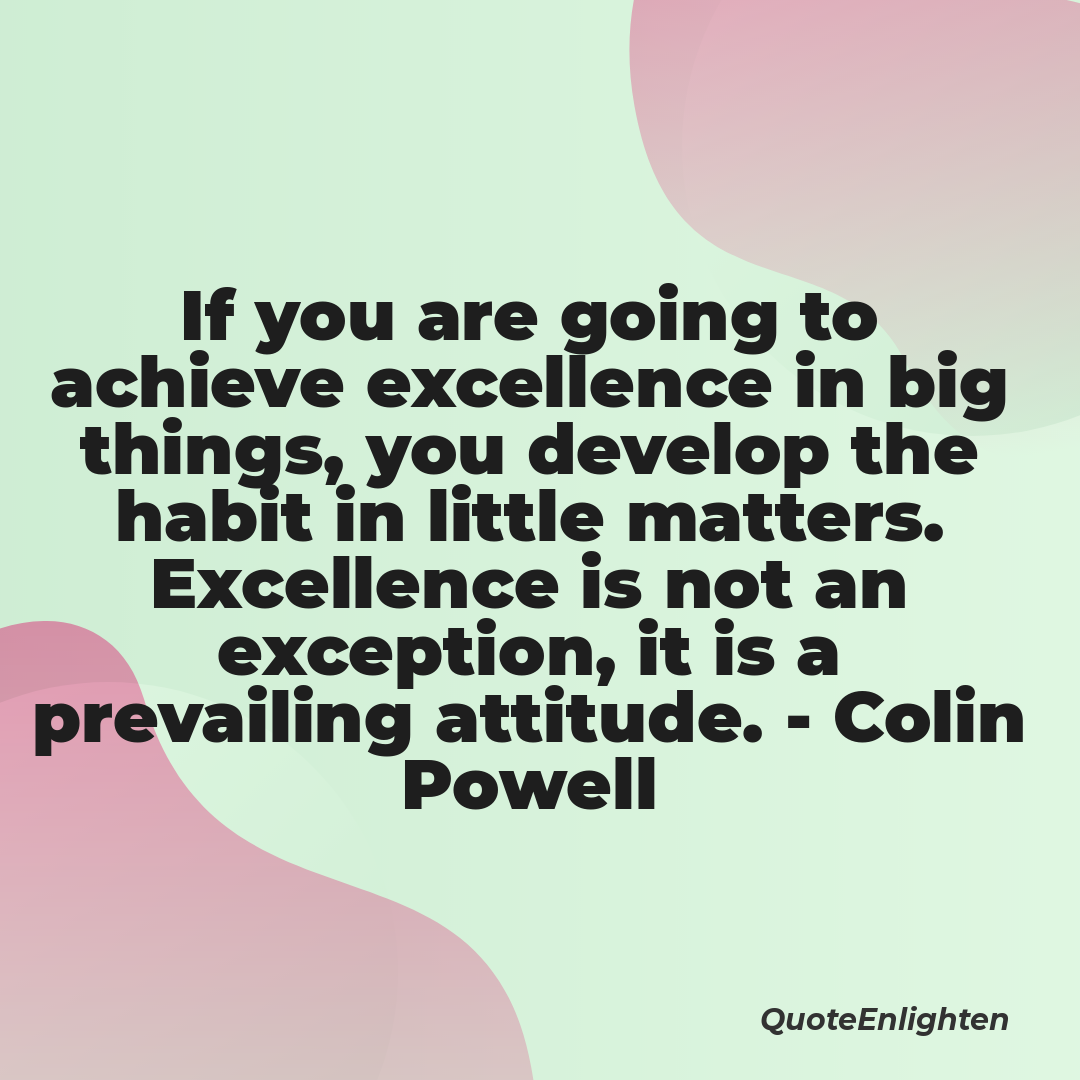 If you are going to
achieve excellence in big
things, you develop the
habit in little matters.
Excellence is not an
exception, it is a
prevailing attitude. - Colin
Powell
QuoteEnlighten